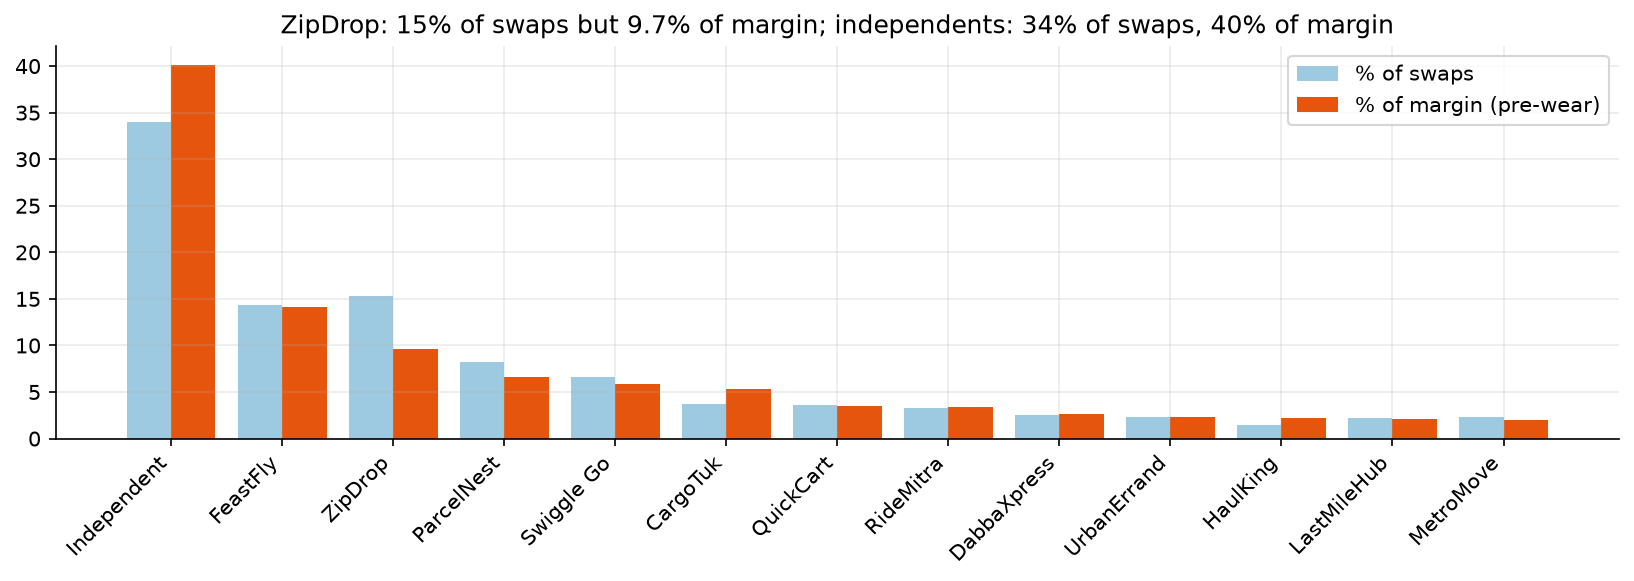 ZipDrop: 15% of swaps but 9.7% of margin; independents: 34% of swaps, 40% of margin
% of swaps
% of margin (pre-wear)
40
35
30
25
20
15
10
5
0
Independent
FeastFly
ZipDrop
ParcelNest
Swiggle Go
CargoTuk
QuickCart
RideMitra
DabbaXpress
UrbanErrand
HaulKing
LastMileHub
MetroMove